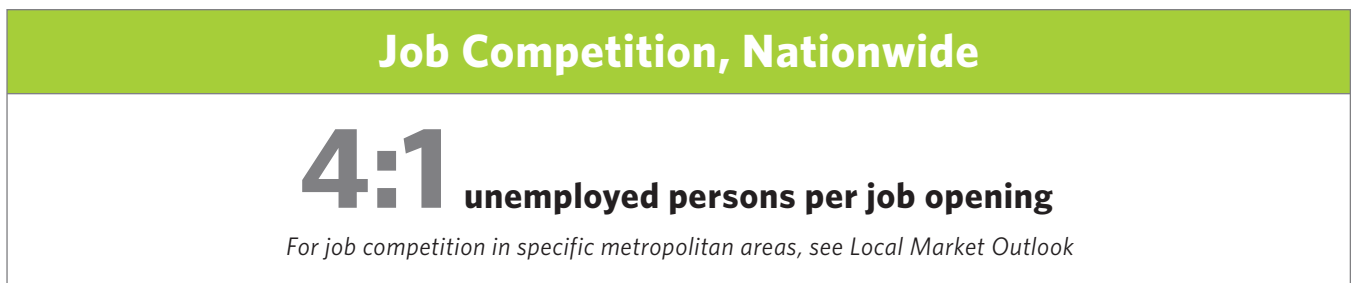 Job Competition, Nationwide
4:1 unemployed persons per job opening
For job competition in specific metropolitan areas, see Local Market Outlook